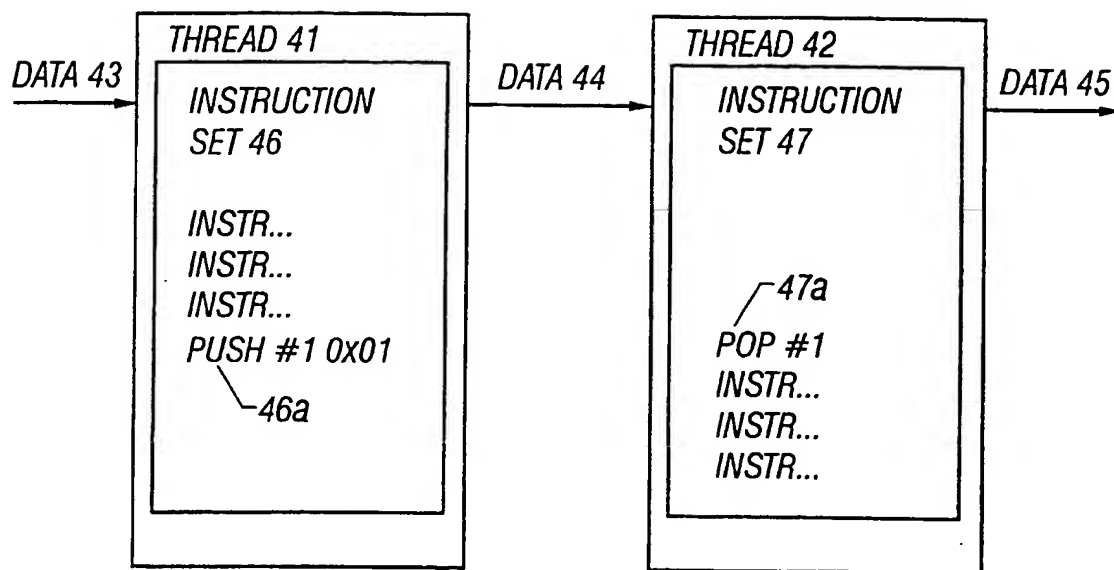 THREAD 41
THREAD 42
DATA 43
DATA 44
DATA 45
INSTRUCTION
SET 46
INSTR...
INSTR...
INSTR...
PUSH #1 0X01
46a
INSTRUCTION
SET 47
47a
POP #1
INSTR...
INSTR...
INSTR...